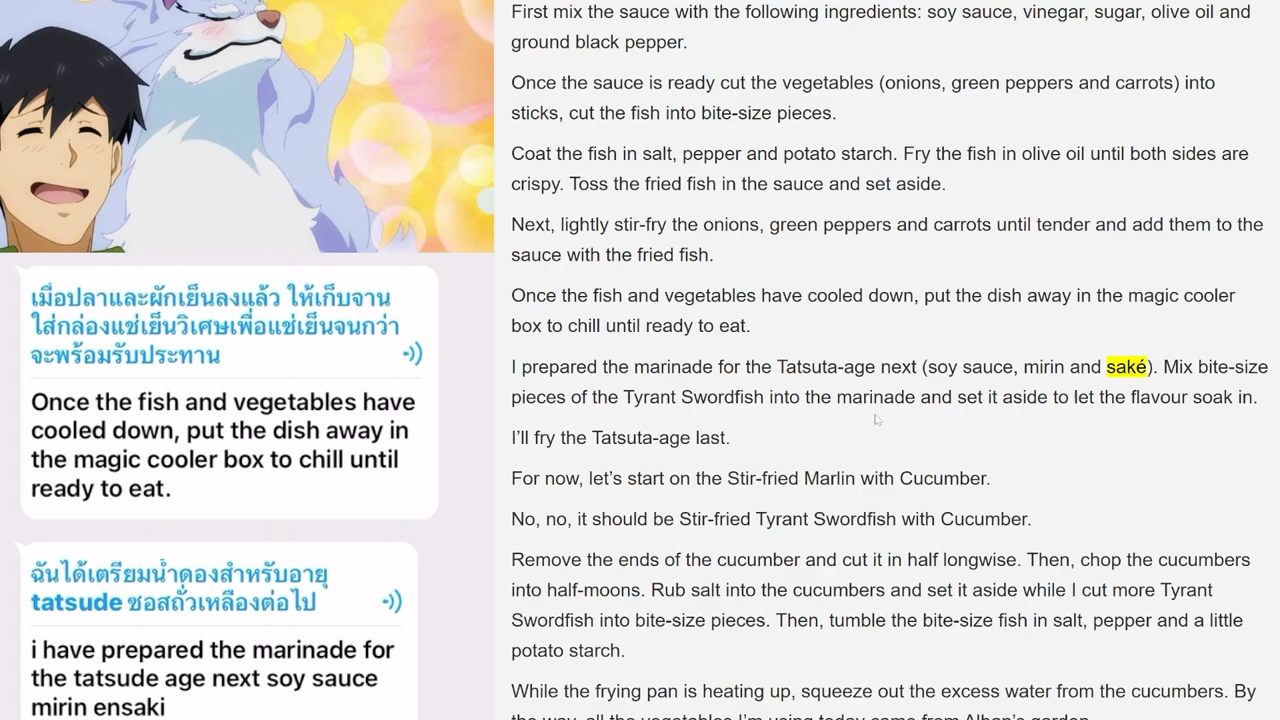 First mix the sauce with the following ingredients: soy sauce, vinegar, sugar, olive oil and
ground black pepper.
Once the sauce is ready cut the vegetables (onions, green peppers and carrots) into
sticks, cut the fish into bite-size pieces.
Coat the fish in salt, pepper and potato starch. Fry the fish in olive oil until both sides are
crispy. Toss the fried fish in the sauce and set aside.
Next, lightly stir-fry the onions, green peppers and carrots until tender and add them to the
sauce with the fried fish.
Once the fish and vegetables have cooled down, put the dish away in the magic cooler
box to chill until ready to eat.
I prepared the marinade for the Tatsuta-age next (soy sauce, mirin and saké). Mix bite-size
pieces of the Tyrant Swordfish into the marinade and set it aside to let the flavour soak in.
I’ll fry the Tatsuta-age last.
For now, let’s start on the Stir-fried Marlin with Cucumber.
No, no, it should be Stir-fried Tyrant Swordfish with Cucumber.
Remove the ends of the cucumber and cut it in half longwise. Then, chop the cucumbers
into half-moons. Rub salt into the cucumbers and set it aside while I cut more Tyrant
Swordfish into bite-size pieces. Then, tumble the bite-size fish in salt, pepper and a little
potato starch.
While the frying pan is heating up, squeeze out the excess water from the cucumbers. By
the way, all the vegetables I’m using today came from Alban’s garden
เมื่อปลาและผักเย็นลงแล้ว ให้เก็บจาน
ใส่กล่องแช่เย็นวิเศษเพื่อแช่เย็นจนกว่า
จะพร้อมรับประทาน
Once the fish and vegetables have
cooled down, put the dish away in
the magic cooler box to chill until
ready to eat.
ฉันได้เตรียมน้ำดองสำหรับอายุ
tatsude ซอสถั่วเหลืองต่อไป
i have prepared the marinade for
the tatsude age next soy sauce
mirin ensaki